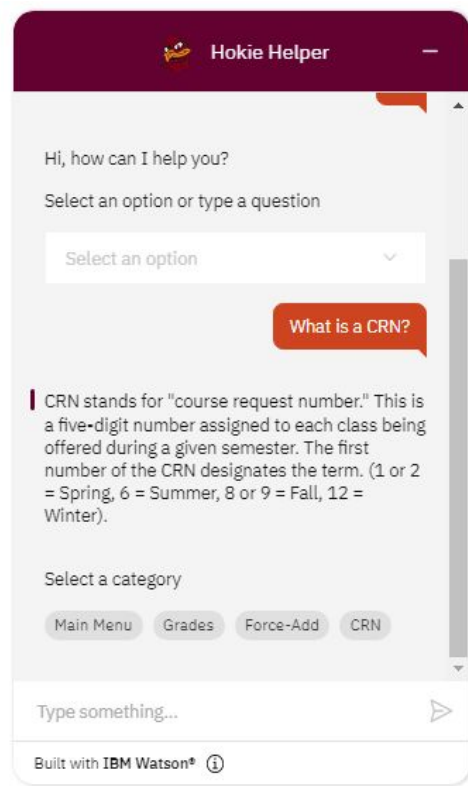 Hokie Helper
Hi, how can I help you?
Select an option or type a question
Select an option
What is a CRN?
CRN stands for "course request number." This is
a five-digit number assigned to each class being
offered during a given semester. The first
number of the CRN designates the term. (1 or 2
= Spring, 6 = Summer, 8 or 9 = Fall, 12 =
Winter).
Select a category
Main Menu Grades Force-Add CRN
Type something...
Built with IBM Watson®